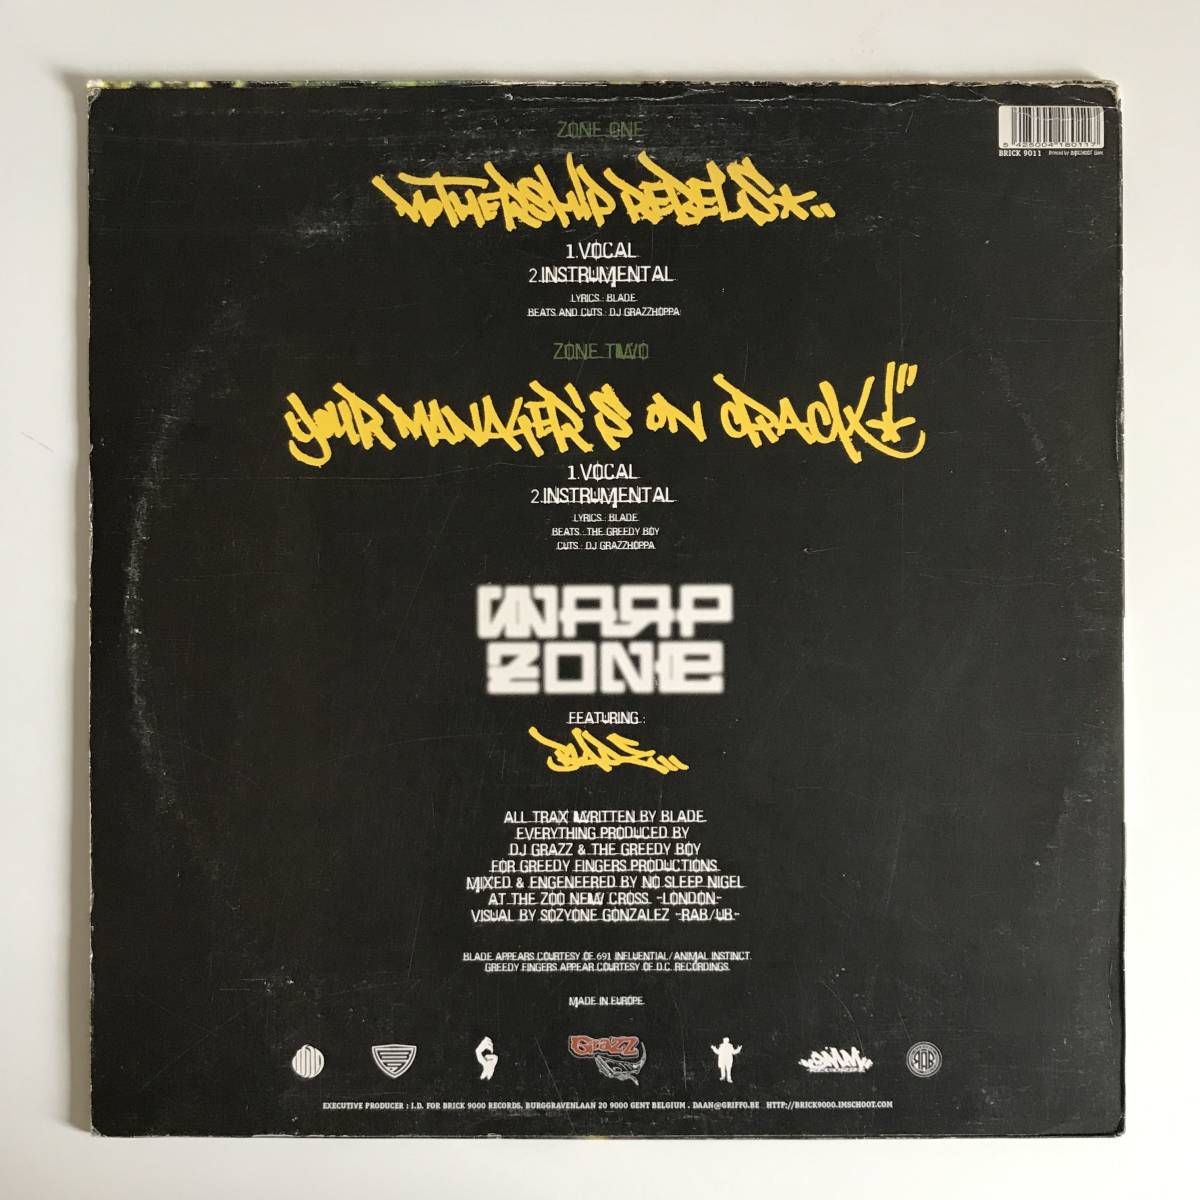 ZONE ONE
MOTHERSHIP REBELS
1.VOCAL
2.INSTRUMENTAL
LYRICS : BLADE
BEATS AND CUTS : DJ GRAZZHOPPA
5 425004 180117
BRICK 9011
ZONE TWO
YOUR MANAGER'S ON CRACK!
1.VOCAL
2.INSTRUMENTAL
LYRICS : BLADE
BEATS : THE GREEDY BOY
CUTS : DJ GRAZZHOPPA
WARP
ZONE
FEATURING :
BLADE...
ALL TRAX WRITTEN BY BLADE
EVERYTHING PRODUCED BY
DJ GRAZZ & THE GREEDY BOY
FOR GREEDY FINGERS PRODUCTIONS
MIXED & ENGENEERED BY NO SLEEP NIGEL
AT THE ZOO NEW CROSS -LONDON-
VISUAL BY SOZYONE GONZALEZ -RAB/UB-
BLADE APPEARS COURTESY OF 691 INFLUENTIAL/ANIMAL INSTINCT
GREEDY FINGERS APPEAR COURTESY OF D.C. RECORDINGS
MADE IN EUROPE
GRAZZ
EXECUTIVE PRODUCER : I.D. FOR BRICK 9000 RECORDS, BURGGRAVENLAAN 20 9000 GENT BELGIUM . DAAN@GRIFFO.BE HTTP://BRICK9000.IMSCHOOT.COM